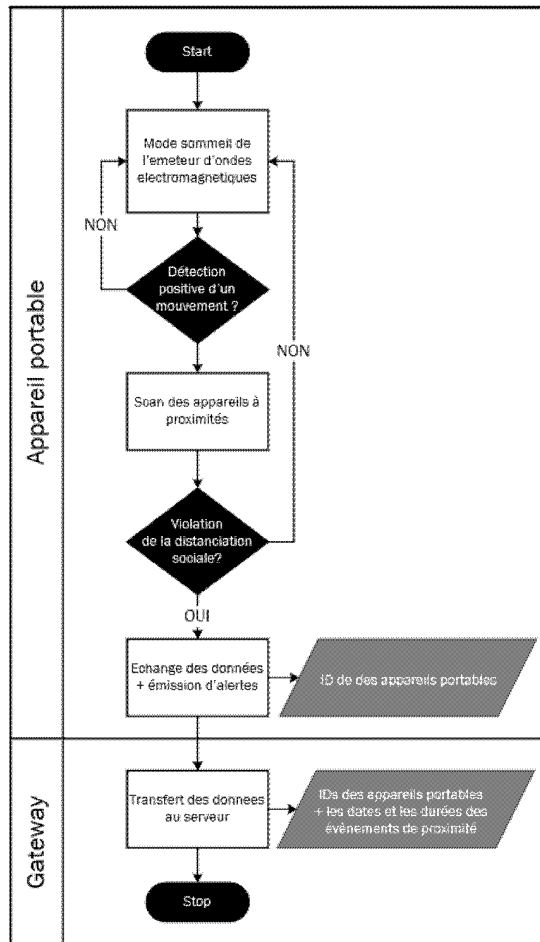 Start
Mode sommeil de
l'emeteur d'ondes
electromagnetiques
NON
Détection
positive d'un
mouvement ?
NON
Scan des appareils à
proximités
Violation
de la distanciation
sociale?
OUI
Echange des données
+ émission d'alertes
ID de des appareils portables
Appareil portable
Transfert des donnees
au serveur
IDs des appareils portables
+ les dates et les durées des
évènements de proximité
Stop
Gateway